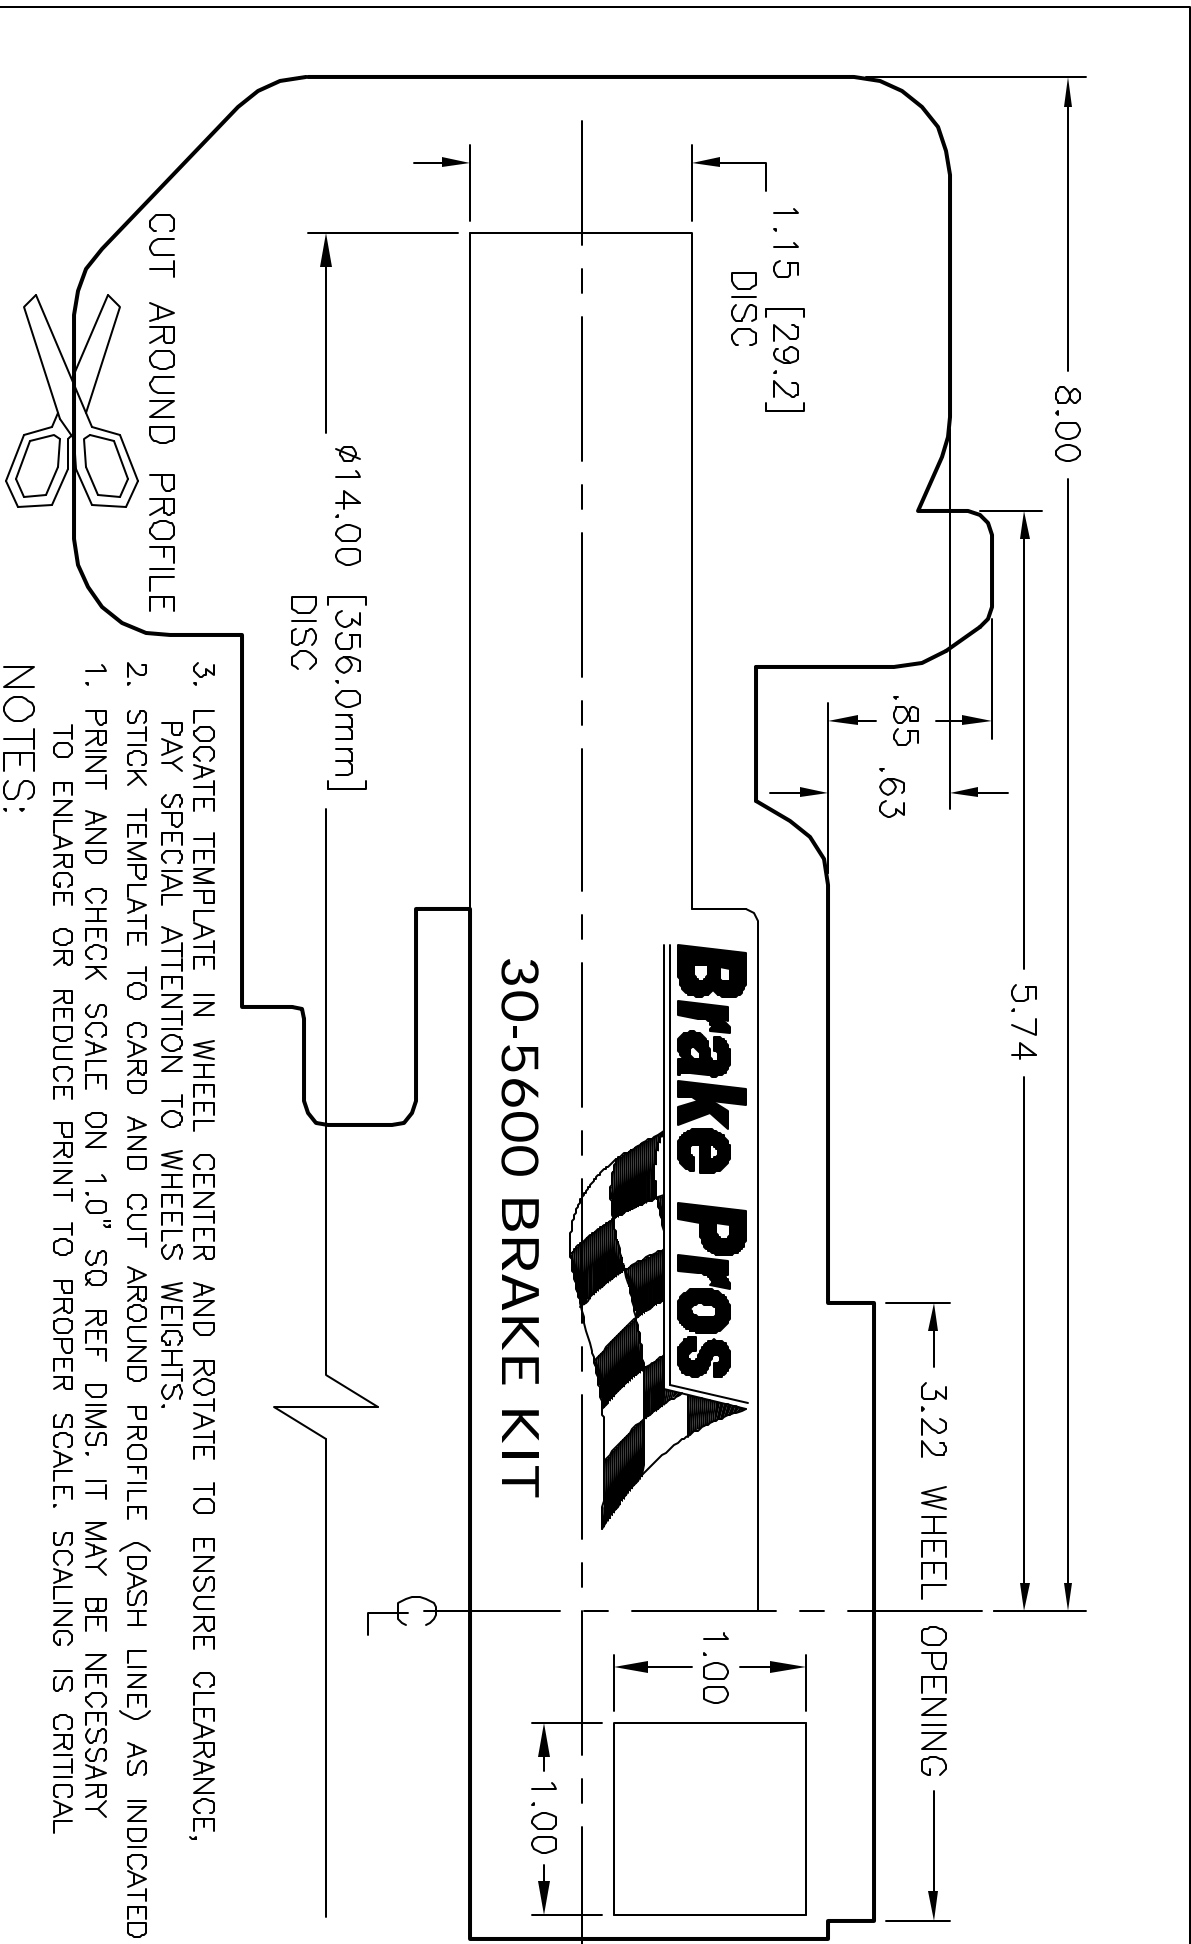 8.00
5.74
3.22 WHEEL OPENING
.85
.63
1.15 [29.2]
DISC
Brake Pros
30-5600 BRAKE KIT
1.00
1.00
CL
ø14.00 [356.0mm]
DISC
CUT AROUND PROFILE
3. LOCATE TEMPLATE IN WHEEL CENTER AND ROTATE TO ENSURE CLEARANCE,
PAY SPECIAL ATTENTION TO WHEELS WEIGHTS.
2. STICK TEMPLATE TO CARD AND CUT AROUND PROFILE (DASH LINE) AS INDICATED
1. PRINT AND CHECK SCALE ON 1.0" SQ REF DIMS. IT MAY BE NECESSARY
TO ENLARGE OR REDUCE PRINT TO PROPER SCALE. SCALING IS CRITICAL
NOTES: